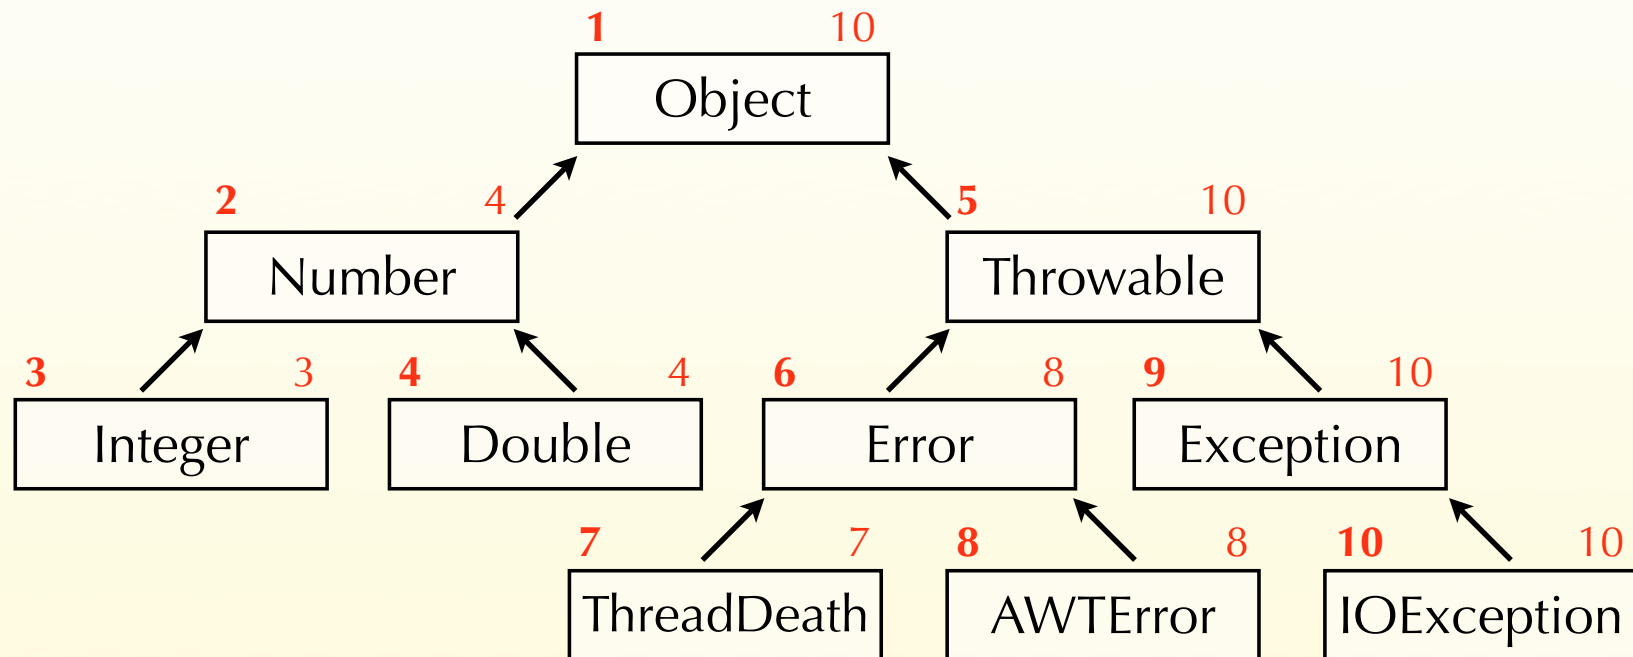 1 10
Object
2 4 5 10
Number Throwable
3 3 4 4 6 8 9 10
Integer Double Error Exception
7 7 8 8 10 10
ThreadDeath AWTError IOException